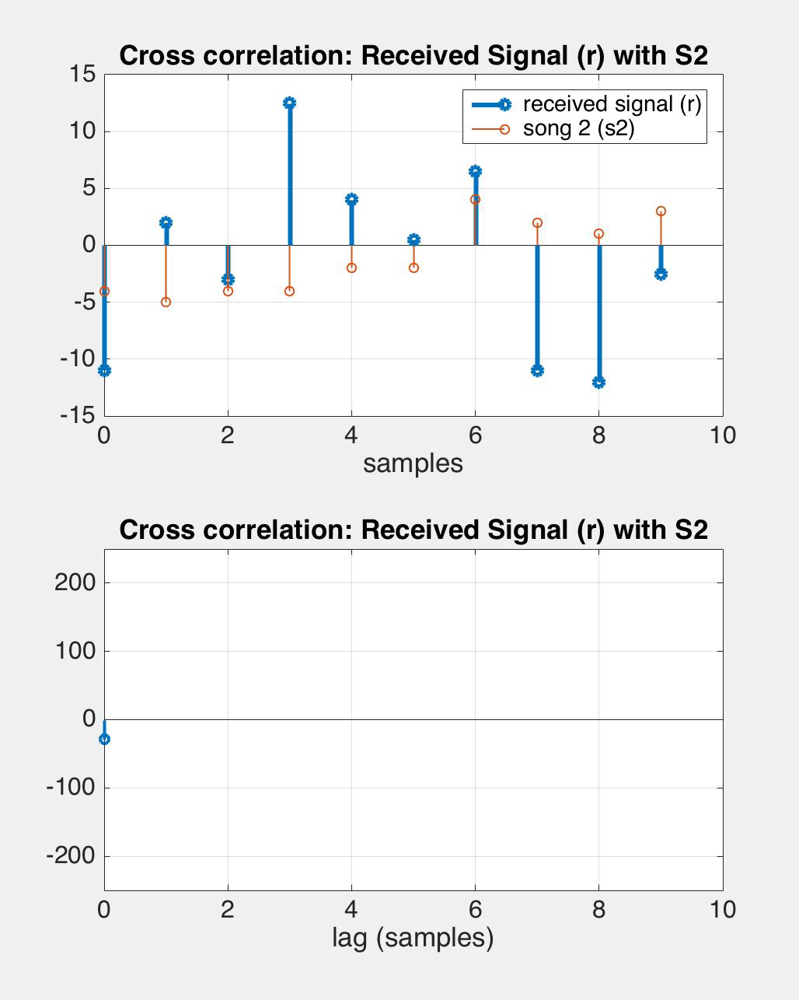 Cross correlation: Received Signal (r) with S2
15
10
5
0
-5
-10
-15
received signal (r)
song 2 (s2)
0 2 4 6 8 10
samples
Cross correlation: Received Signal (r) with S2
200
100
0
-100
-200
0 2 4 6 8 10
lag (samples)